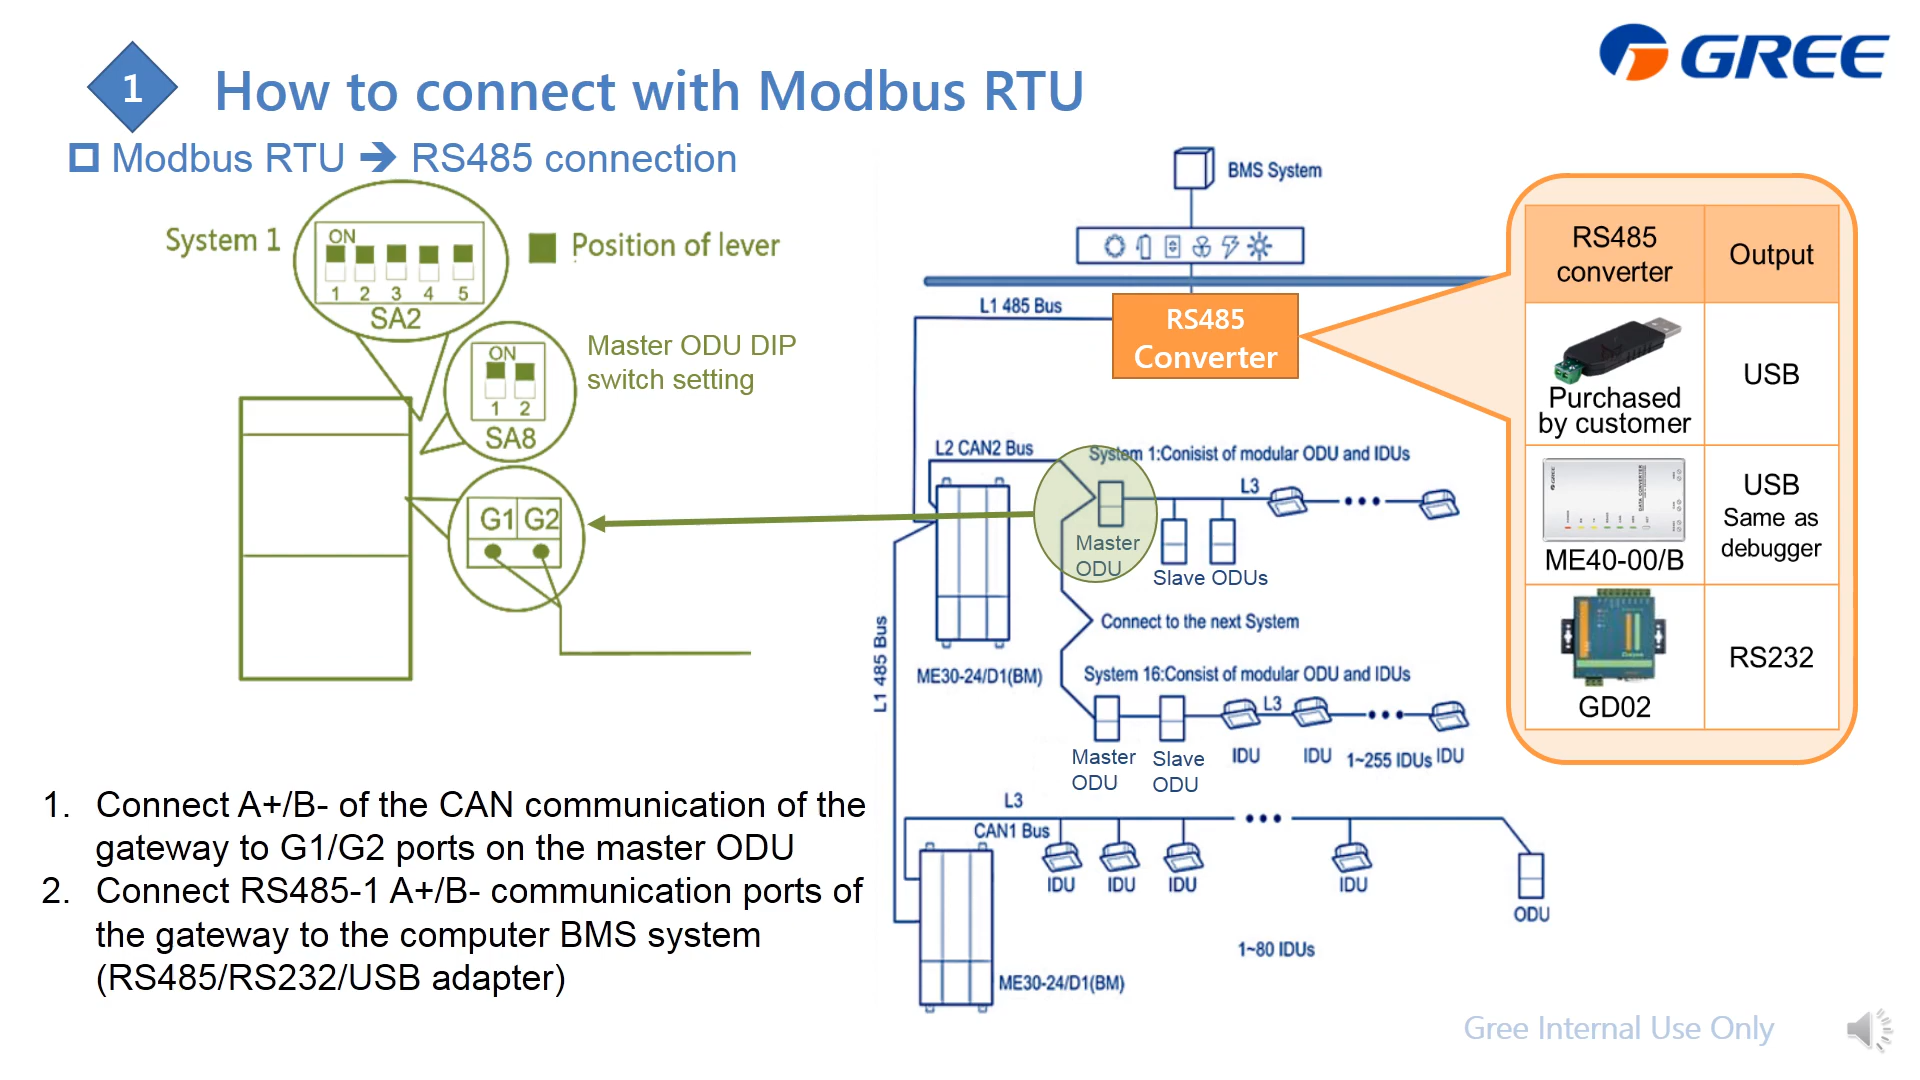 GREE
1
How to connect with Modbus RTU
Modbus RTU ➔ RS485 connection
System 1
ON
1 2 3 4 5
SA2
Position of lever
ON
1 2
SA8
Master ODU DIP
switch setting
G1 G2
BMS System
L1 485 Bus
RS485
Converter
L2 CAN2 Bus
System 1:Conisist of modular ODU and IDUs
L3
Master
ODU
Slave ODUs
Connect to the next System
L1 485 Bus
ME30-24/D1(BM)
System 16:Consist of modular ODU and IDUs
L3
Master
ODU
Slave
ODU
IDU
IDU
1~255 IDUs
IDU
L3
CAN1 Bus
IDU
IDU
IDU
IDU
ODU
1~80 IDUs
ME30-24/D1(BM)
RS485
converter
Output
Purchased
by customer
USB
GREE
ME40-00/B
USB
Same as
debugger
GD02
RS232
1. Connect A+/B- of the CAN communication of the
gateway to G1/G2 ports on the master ODU
2. Connect RS485-1 A+/B- communication ports of
the gateway to the computer BMS system
(RS485/RS232/USB adapter)
Gree Internal Use Only